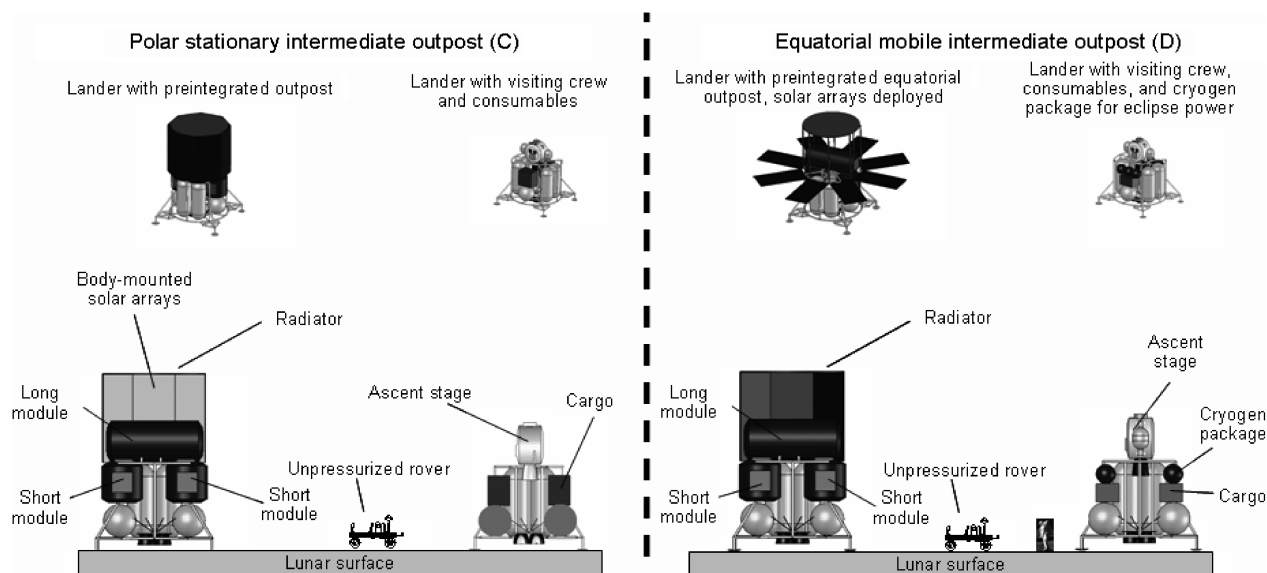 Polar stationary intermediate outpost (C)
Lander with preintegrated outpost
Lander with visiting crew
and consumables
Body-mounted
solar arrays
Radiator
Long
module
Ascent stage
Cargo
Unpressurized rover
Short
module
Short
module
Lunar surface
Equatorial mobile intermediate outpost (D)
Lander with preintegrated equatorial
outpost, solar arrays deployed
Lander with visiting crew,
consumables, and cryogen
package for eclipse power
Radiator
Ascent
stage
Long
module
Cryogen
package
Unpressurized rover
Short
module
Short
module
Cargo
Lunar surface